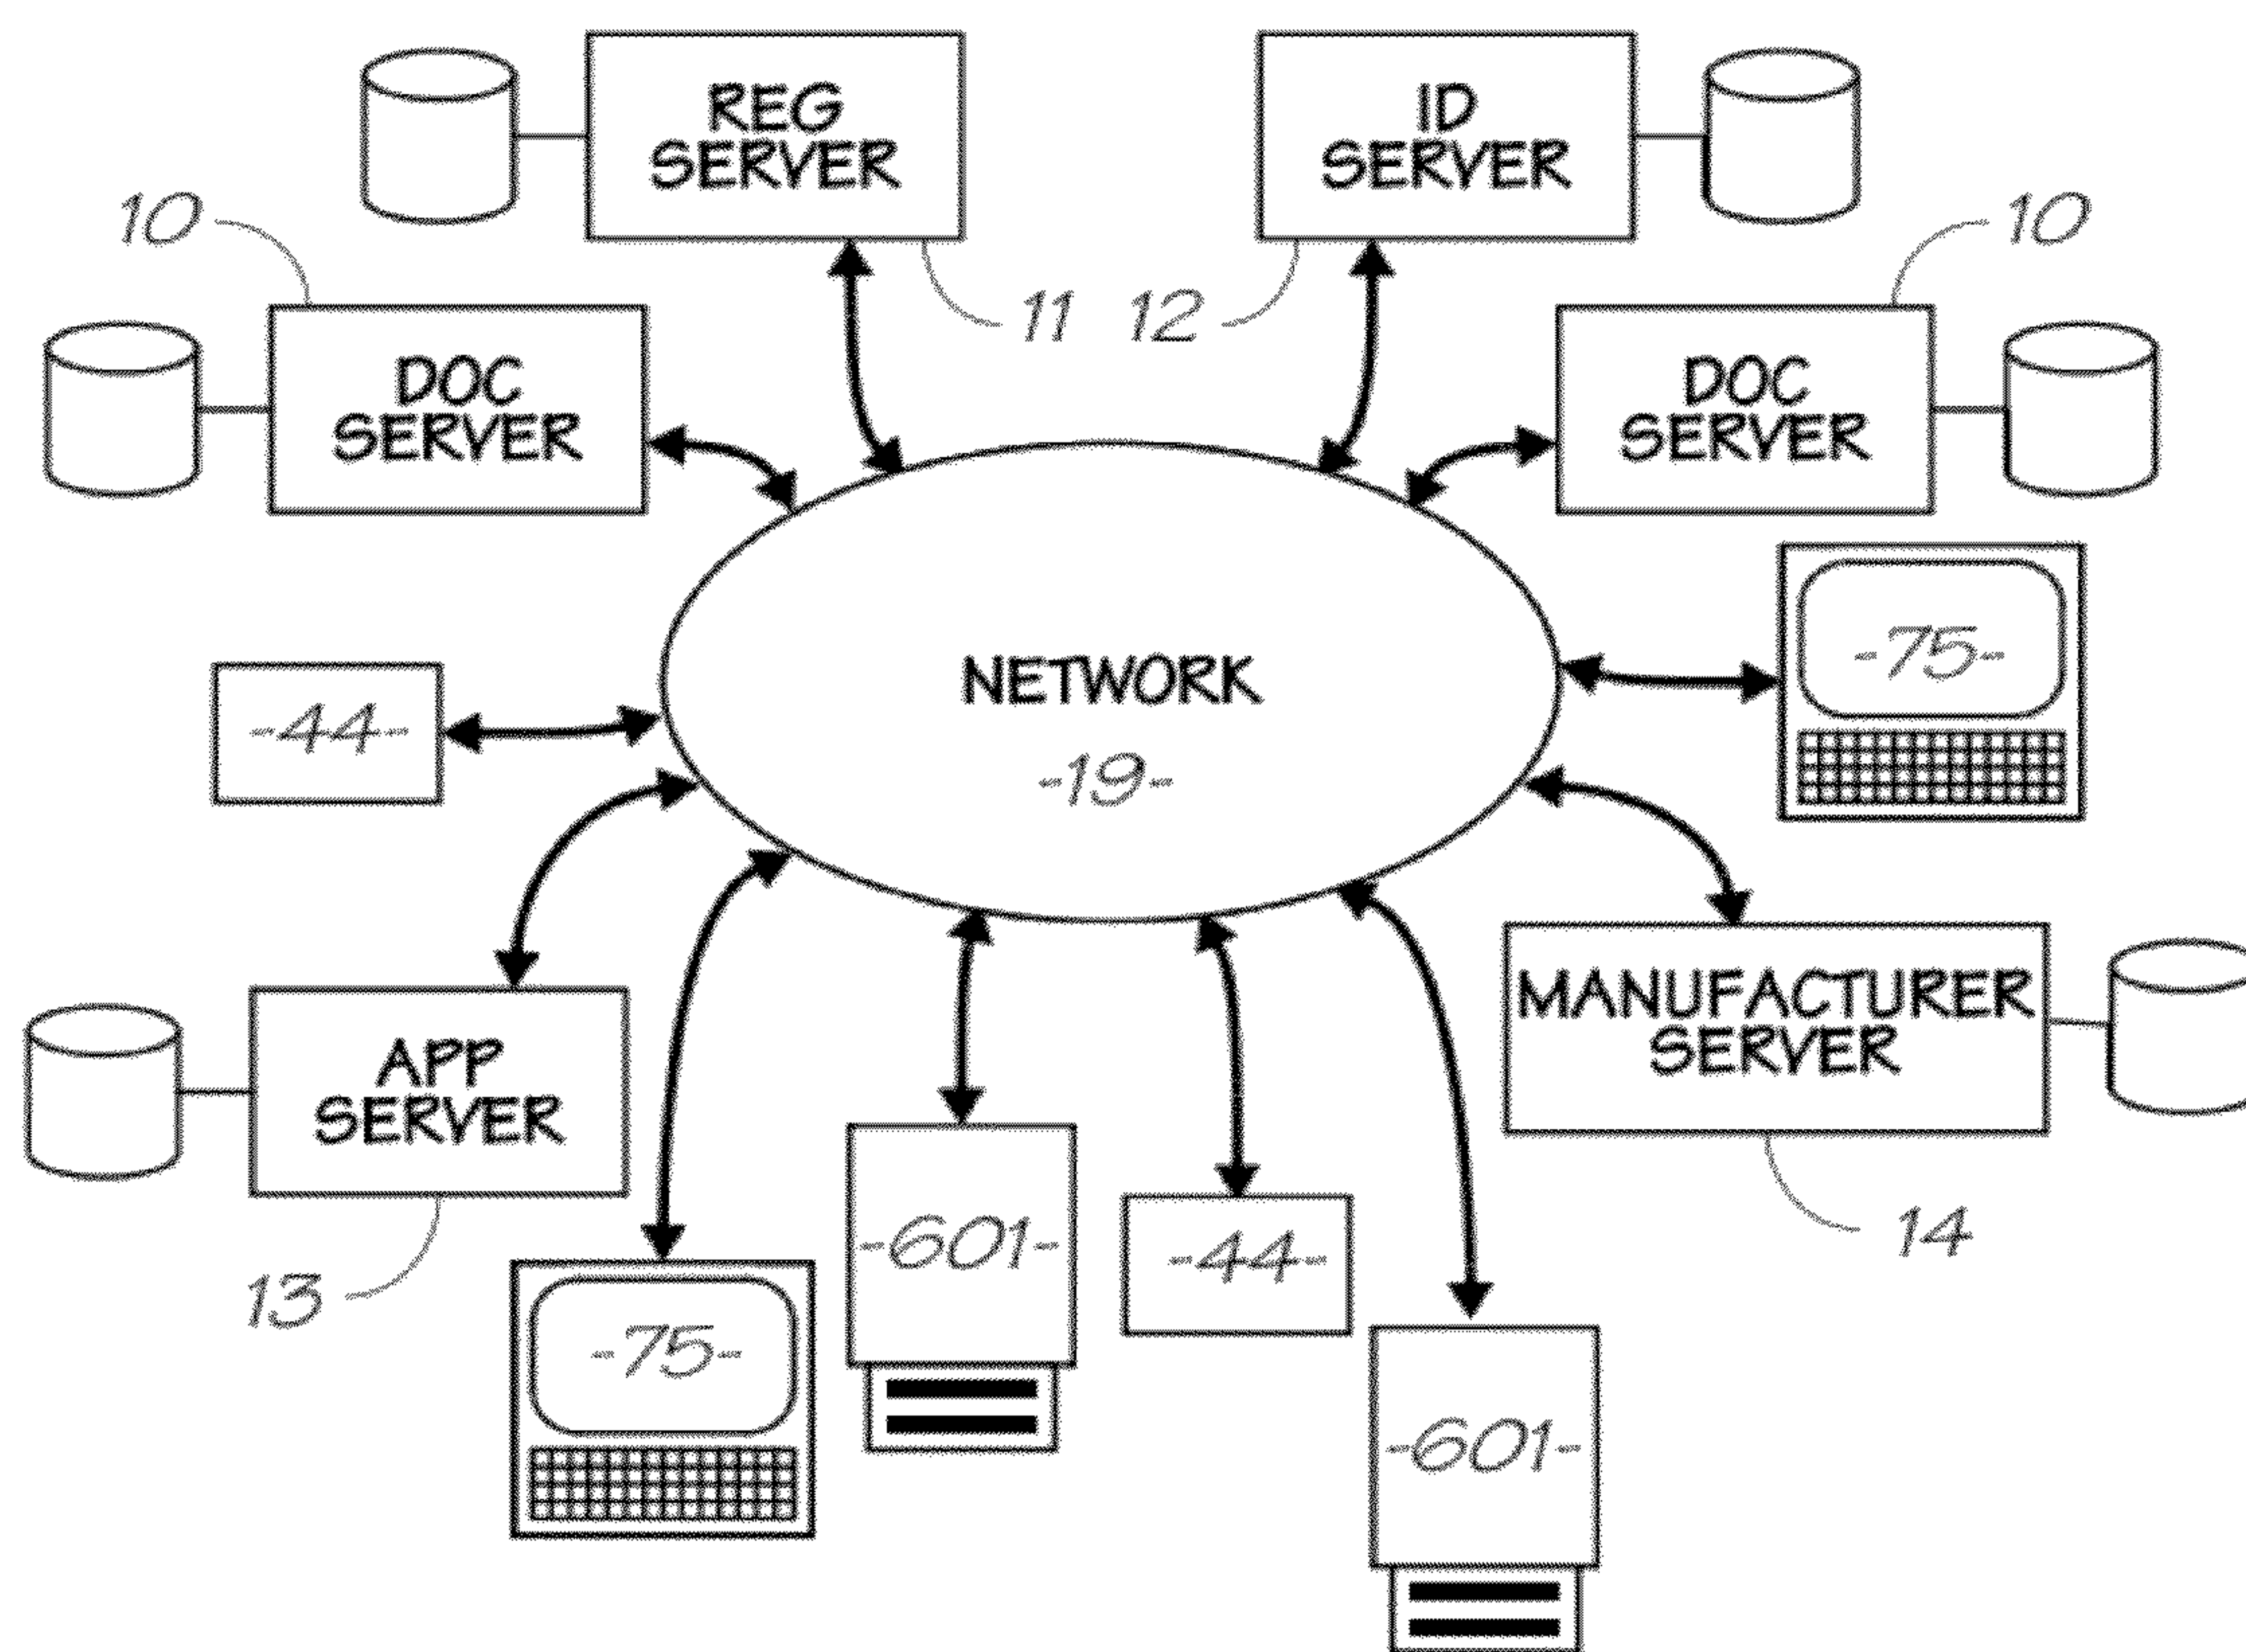 REG
SERVER
ID
SERVER
10
10
11
12
DOC
SERVER
DOC
SERVER
-75-
-44-
NETWORK
-19-
MANUFACTURER
SERVER
APP
SERVER
14
-601-
-44-
13
-75-
-601-